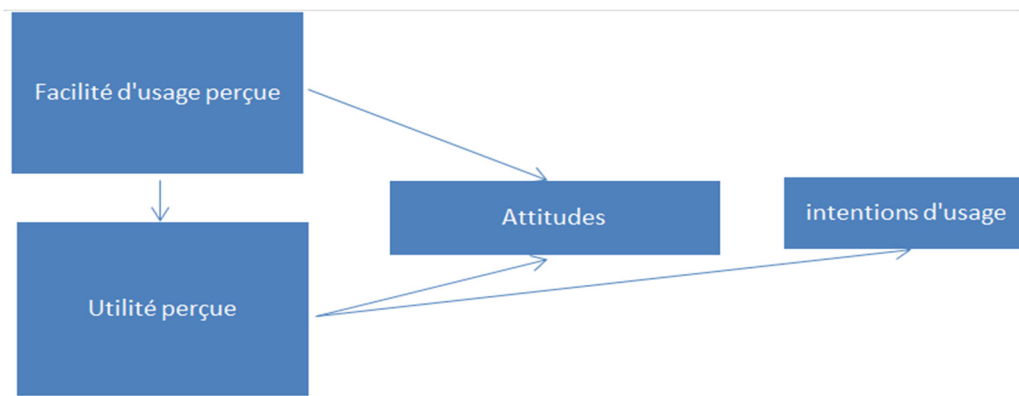 Facilité d'usage perçue
Attitudes
intentions d'usage
Utilité perçue